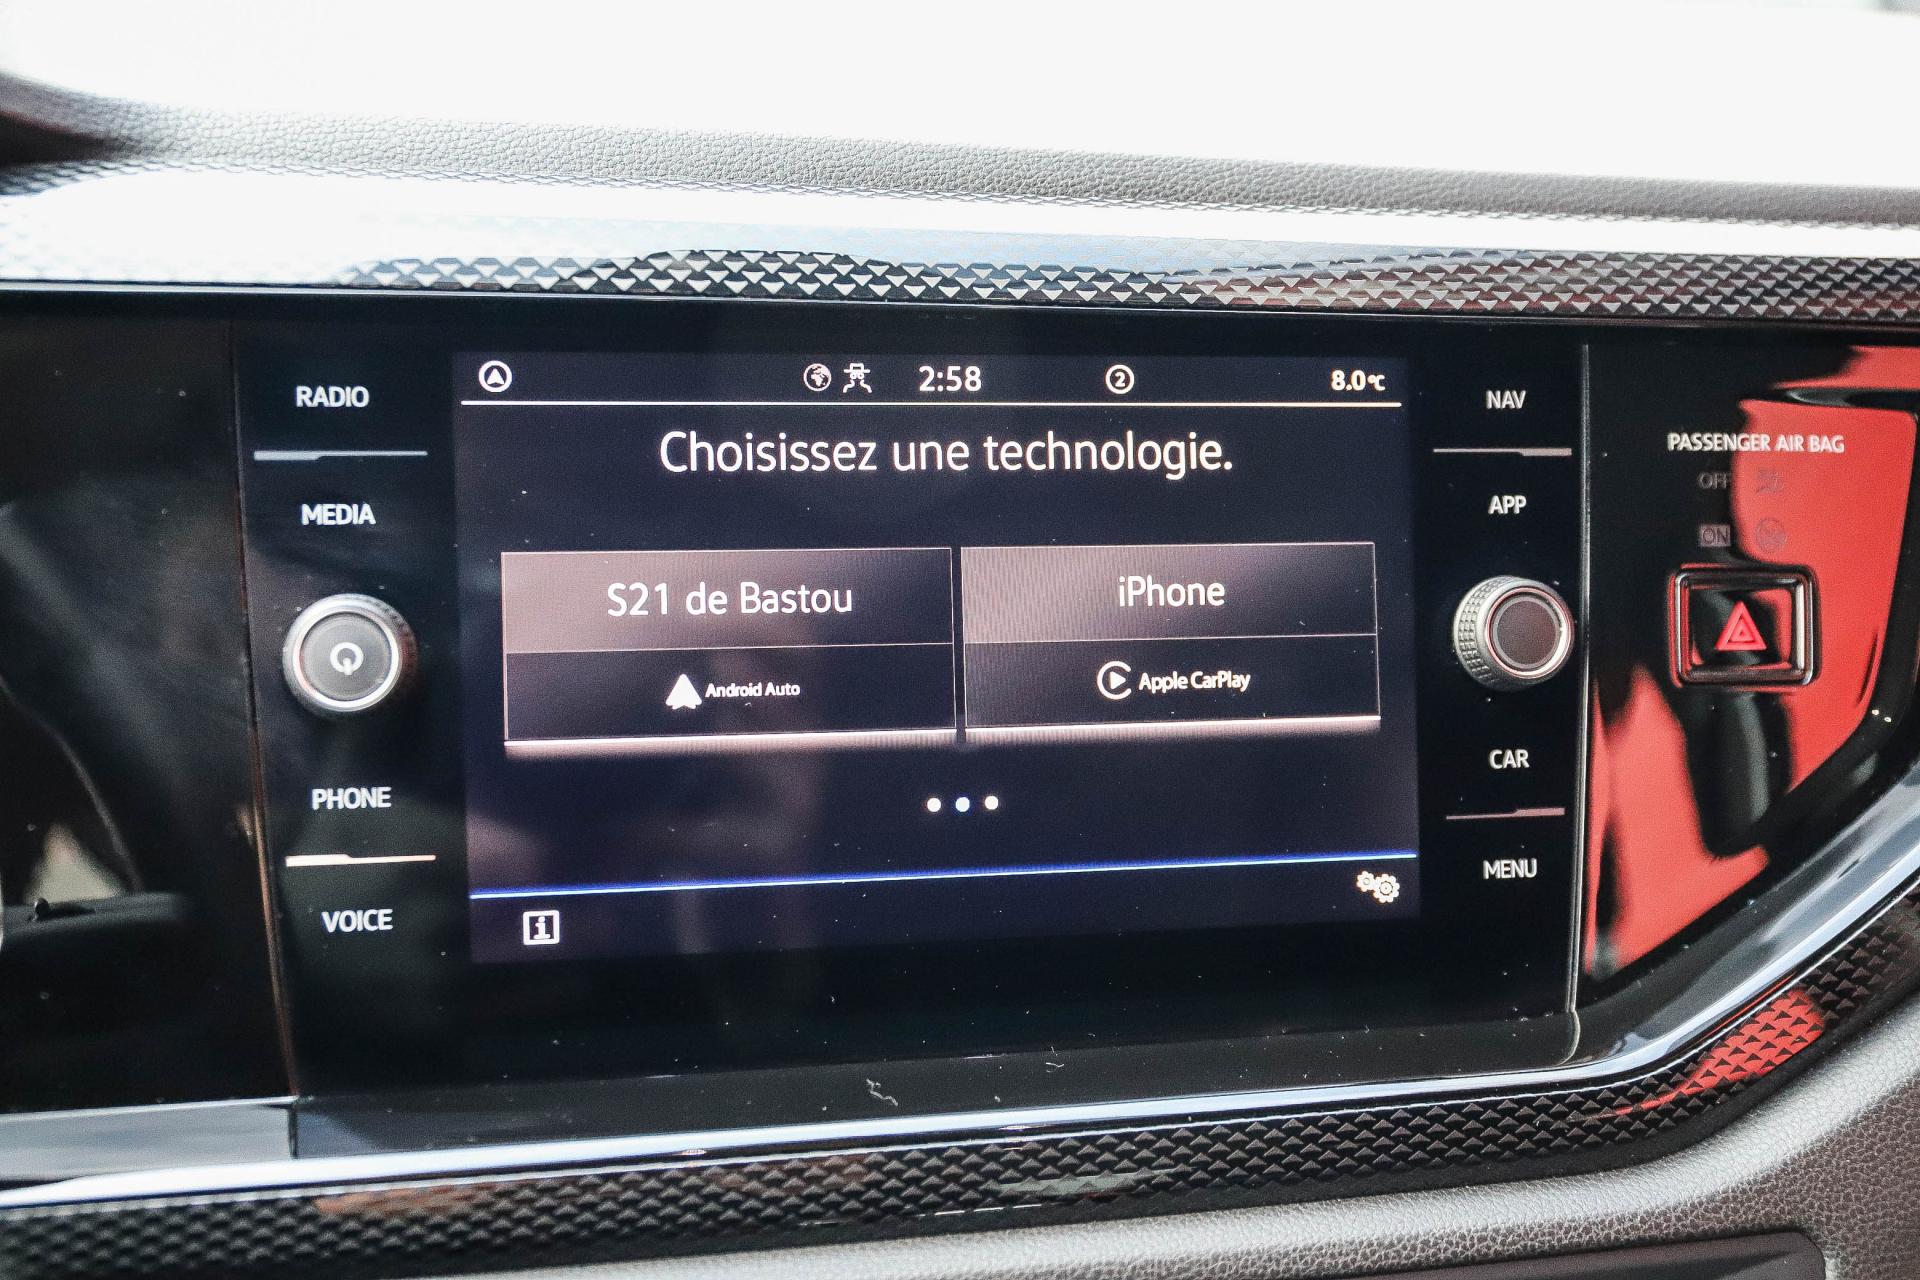 RADIO
MEDIA
PHONE
VOICE
2:58
2
8.0°C
Choisissez une technologie.
S21 de Bastou
Android Auto
iPhone
Apple CarPlay
i
NAV
APP
CAR
MENU
PASSENGER AIR BAG
OFF
ON